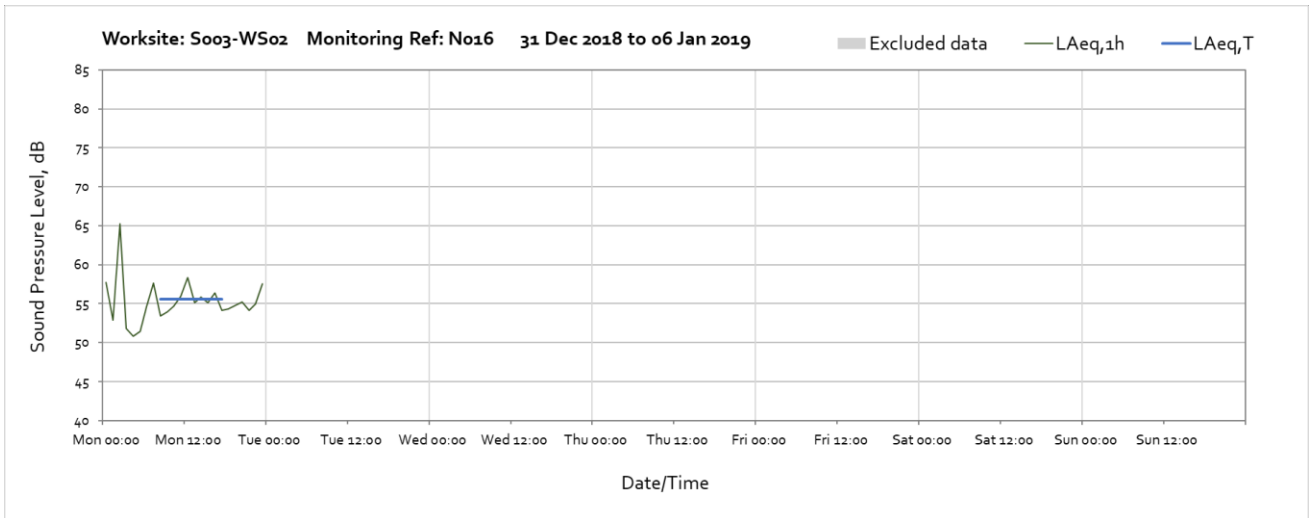 Worksite: S003-WS02 Monitoring Ref: N016 31 Dec 2018 to 06 Jan 2019
Excluded data LAeq,1h LAeq,T
85
80
75
70
65
60
55
50
45
40
Sound Pressure Level, dB
Mon 00:00 Mon 12:00 Tue 00:00 Tue 12:00 Wed 00:00 Wed 12:00 Thu 00:00 Thu 12:00 Fri 00:00 Fri 12:00 Sat 00:00 Sat 12:00 Sun 00:00 Sun 12:00
Date/Time